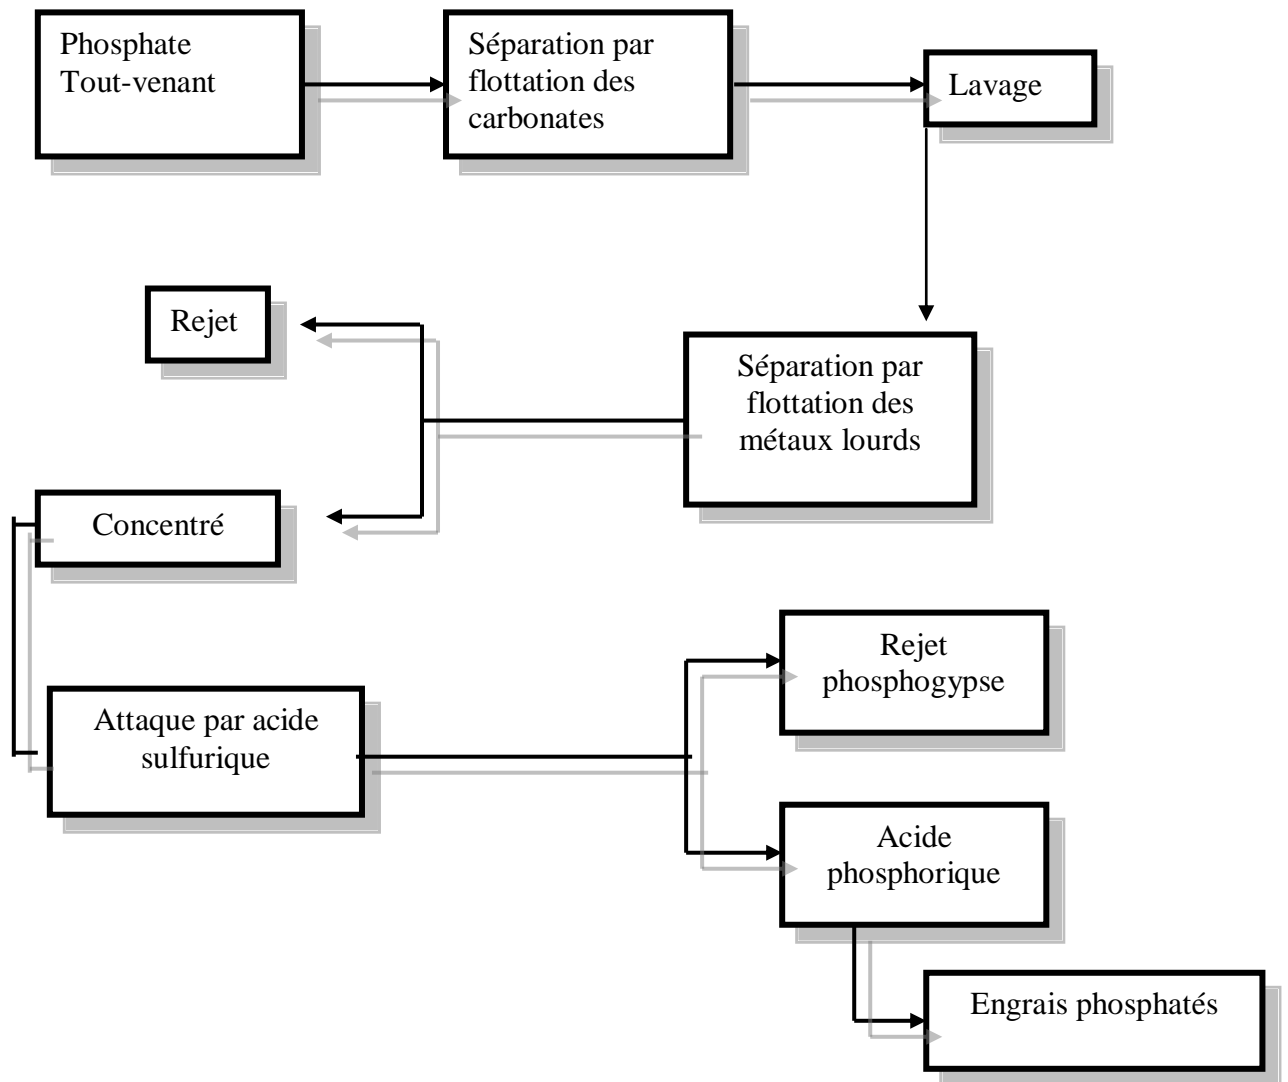 Phosphate
Tout-venant
Séparation par
flottation des
carbonates
Lavage
Rejet
Séparation par
flottation des
métaux lourds
Concentré
Attaque par acide
sulfurique
Rejet
phosphogypse
Acide
phosphorique
Engrais phosphatés